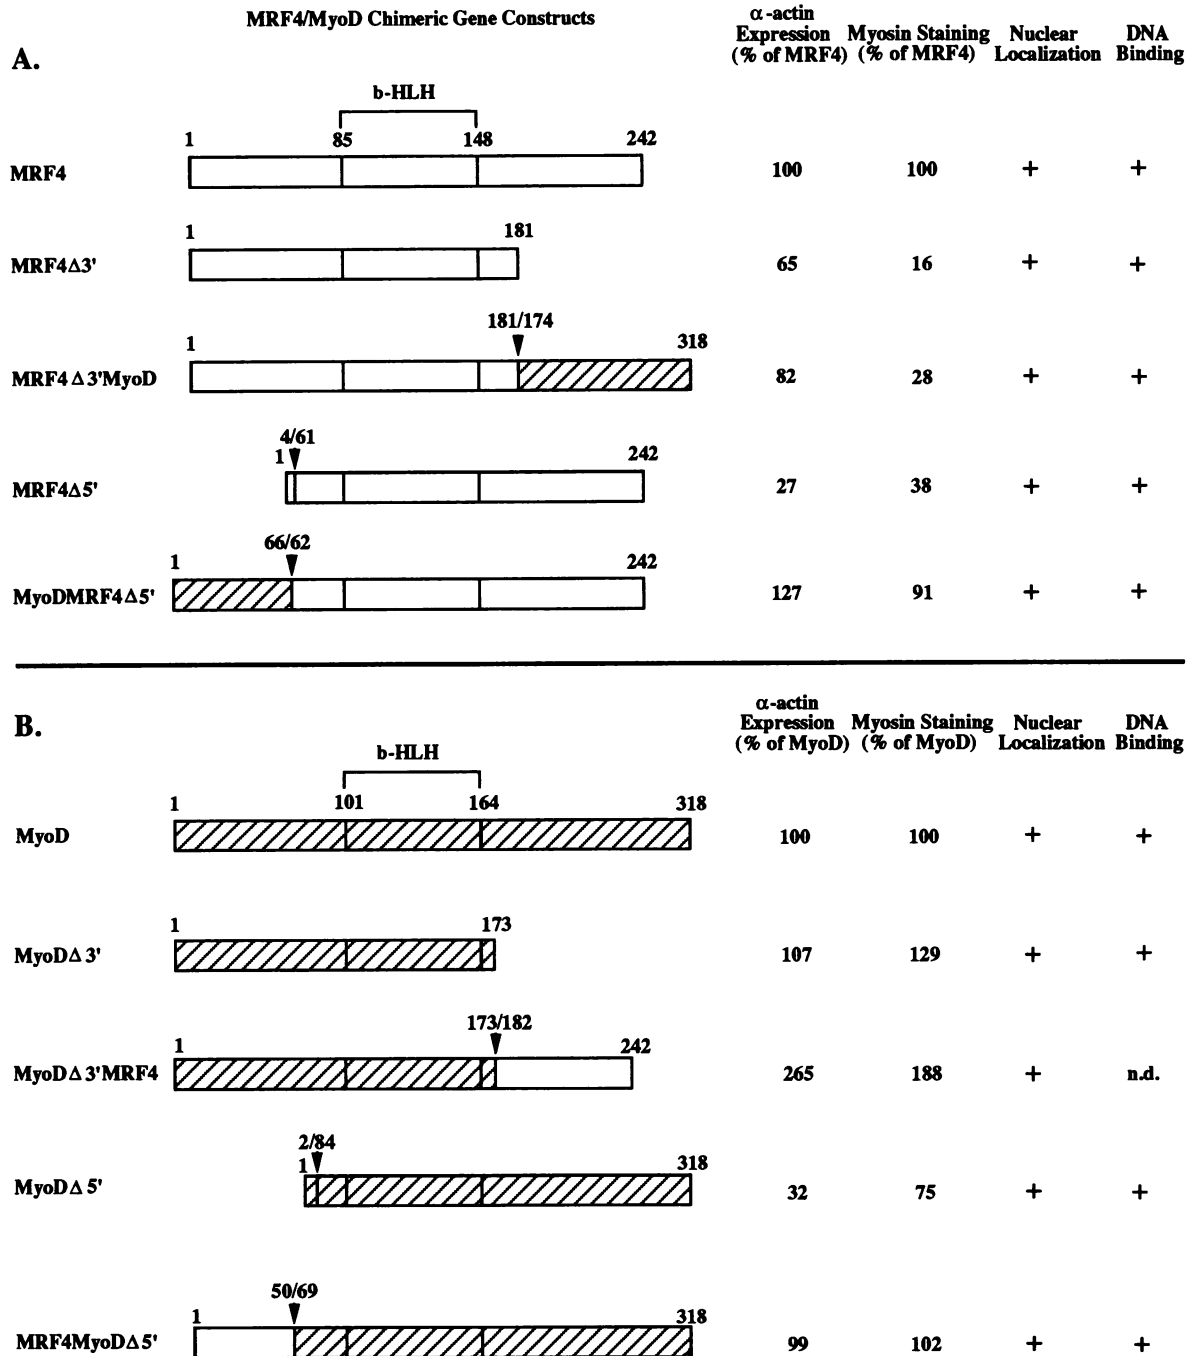 MRF4/MyoD Chimeric Gene Constructs
α-actin
Expression Myosin Staining Nuclear DNA
(% of MRF4) (% of MRF4) Localization Binding
A.
b-HLH
1 85 148 242
MRF4 100 100 + +
1 181
MRF4Δ3' 65 16 + +
181/174
1 318
MRF4Δ3'MyoD 82 28 + +
4/61
1 242
MRF4Δ5' 27 38 + +
66/62
1 242
MyoDMRF4Δ5' 127 91 + +
α-actin
B. Expression Myosin Staining Nuclear DNA
(% of MyoD) (% of MyoD) Localization Binding
b-HLH
1 101 164 318
MyoD 100 100 + +
1 173
MyoDΔ3' 107 129 + +
173/182
1 242
MyoDΔ3'MRF4 265 188 + n.d.
2/84
1 318
MyoDΔ5' 32 75 + +
50/69
1 318
MRF4MyoDΔ5' 99 102 + +